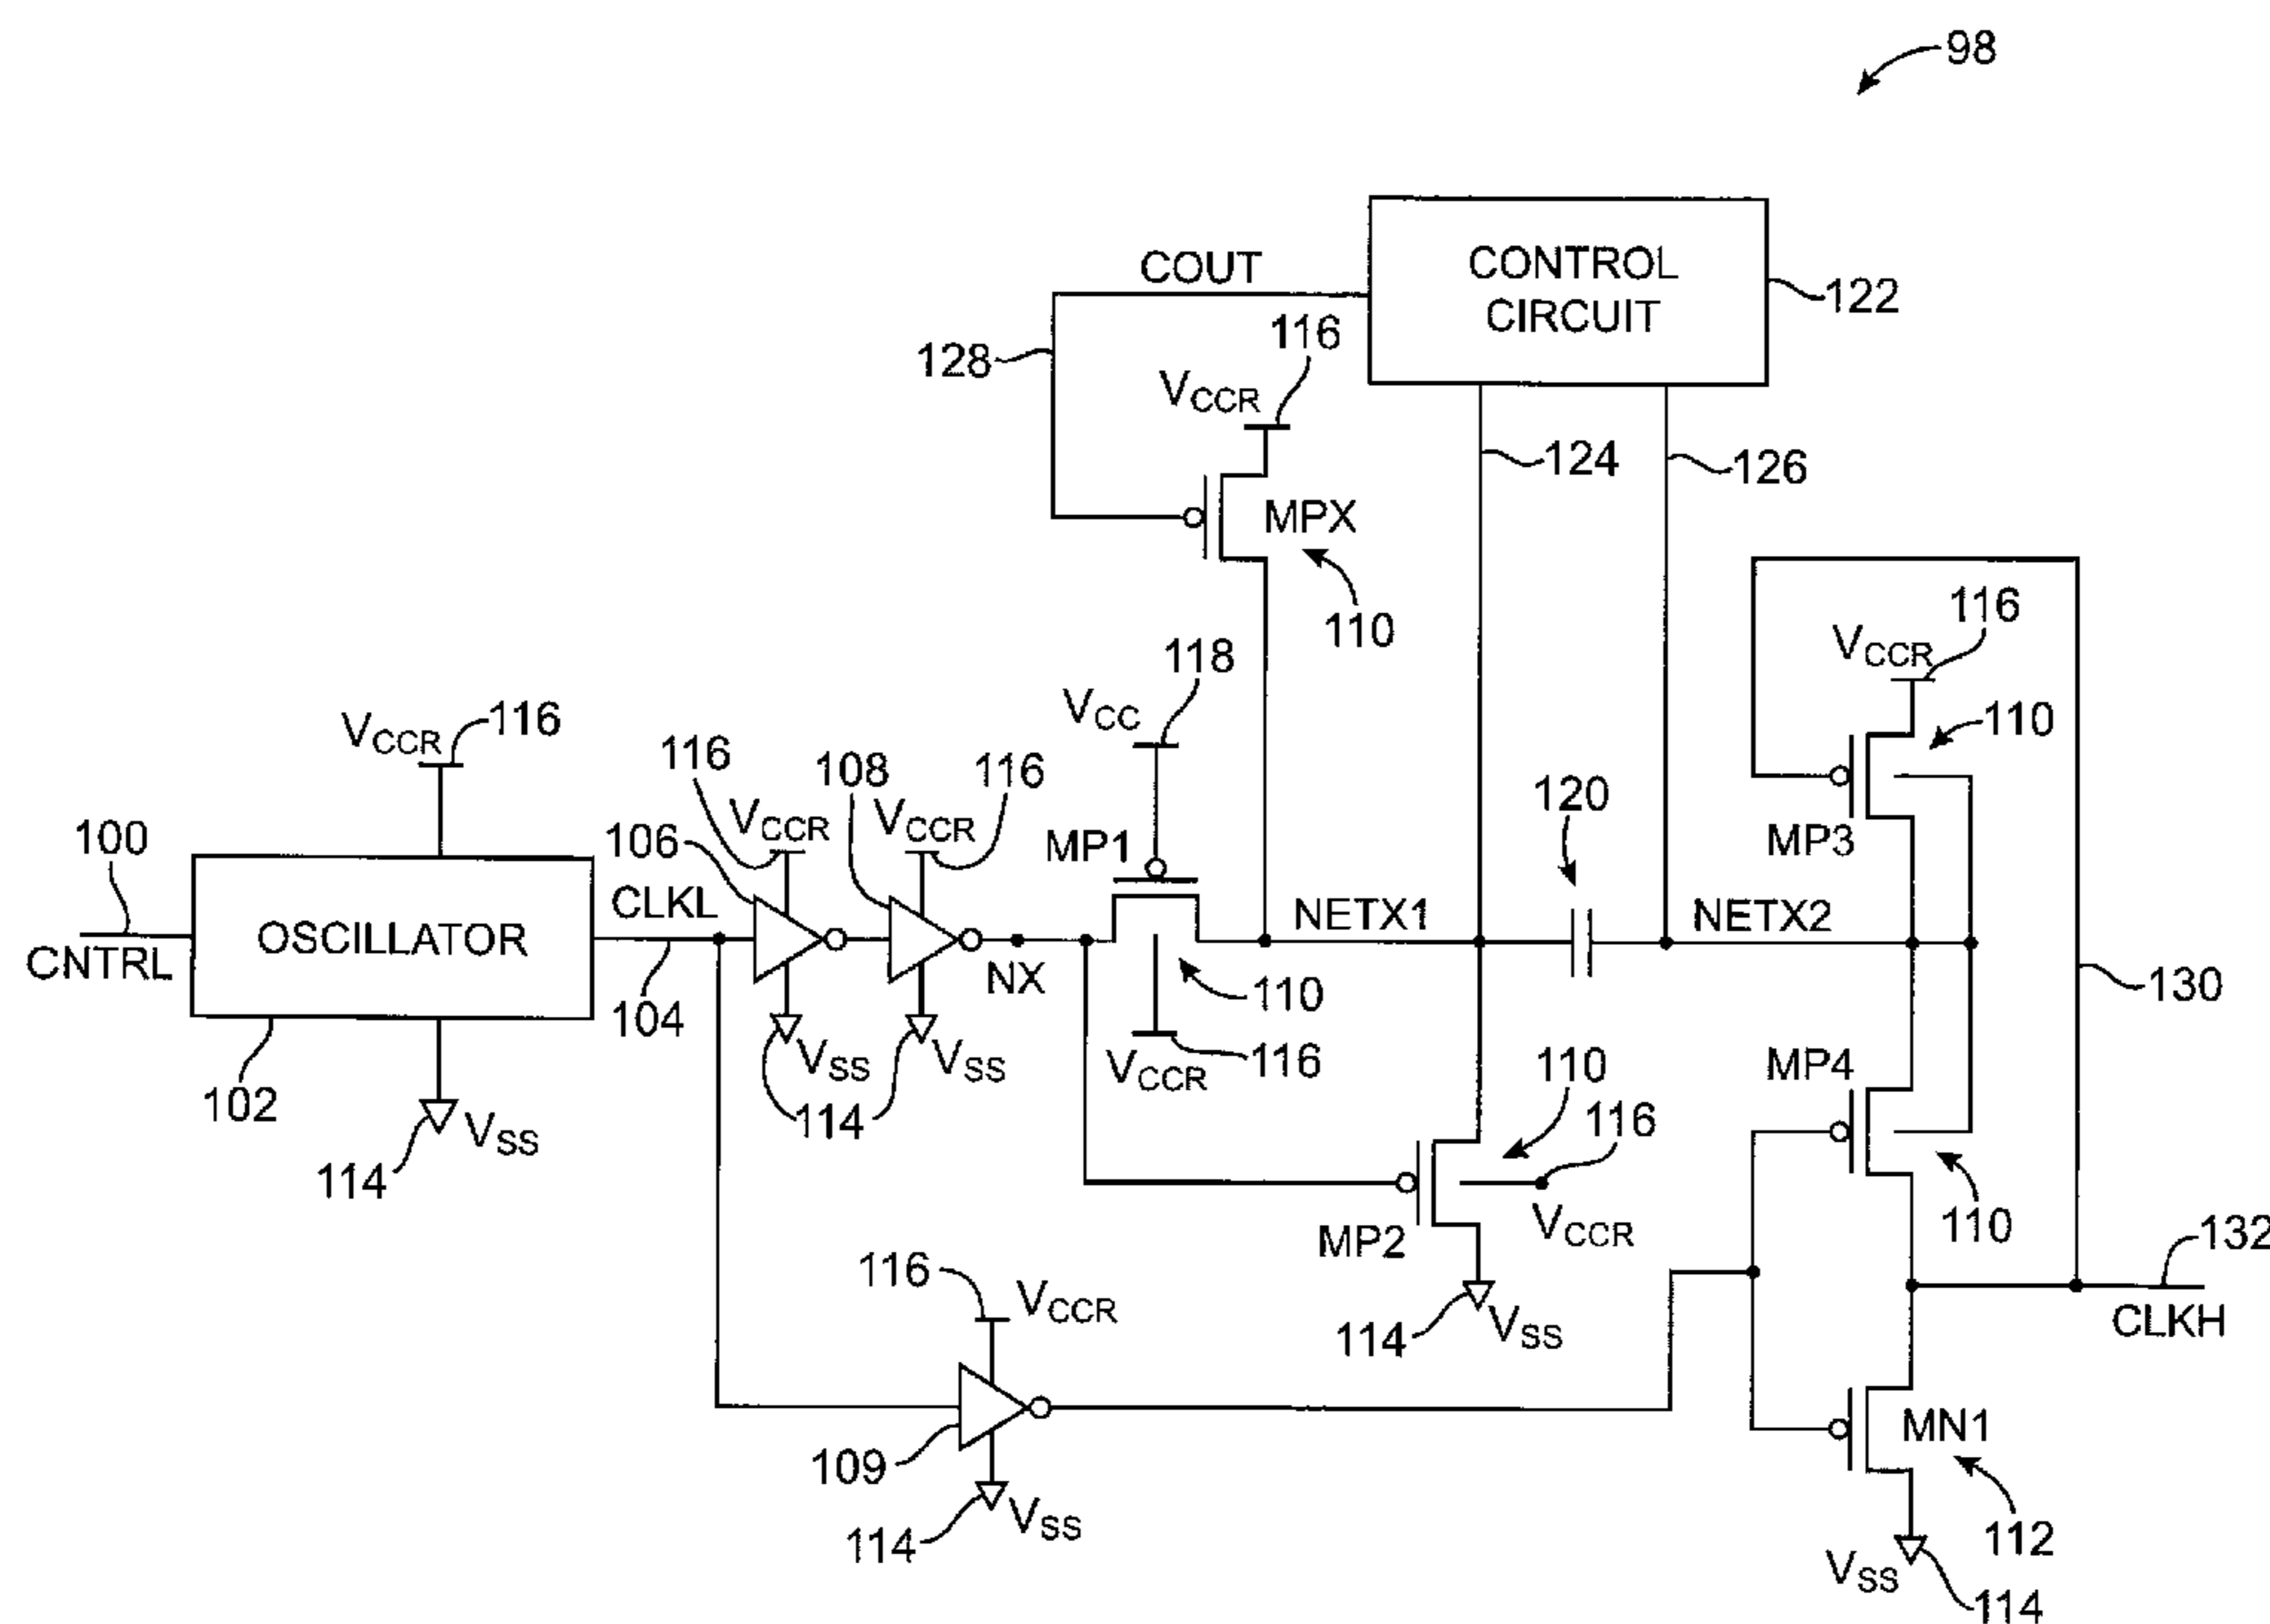 98
CONTROL
CIRCUIT
122
COUT
128
116
VCCR
124
126
MPX
110
118
VCC
116
VCCR
110
MP3
120
116
VCCR
100
CNTRL
OSCILLATOR
102
114
VSS
CLKL
104
106
116
VCCR
108
VCCR
116
VSS
VSS
114
NX
MP1
110
VCCR
116
NETX1
NETX2
130
110
116
VCCR
MP2
114
VSS
MP4
110
132
CLKH
116
VCCR
109
114
VSS
MN1
112
VSS
114